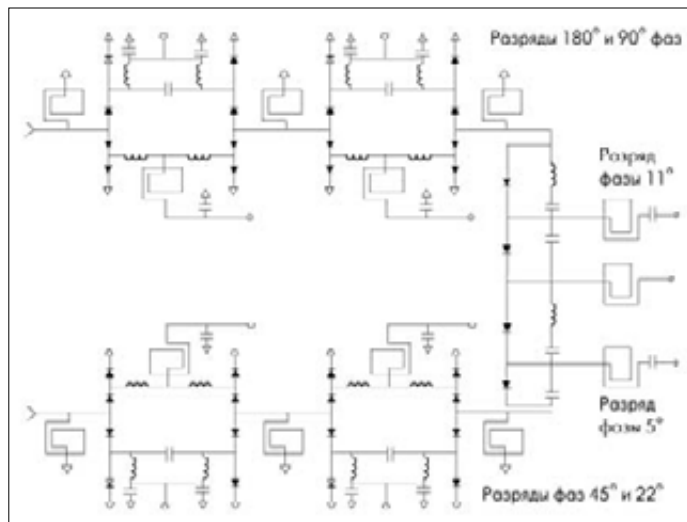 Разряды 180° и 90° фаз
Разряд
фазы 11°
Разряд
фазы 5°
Разряды фаз 45° и 22°